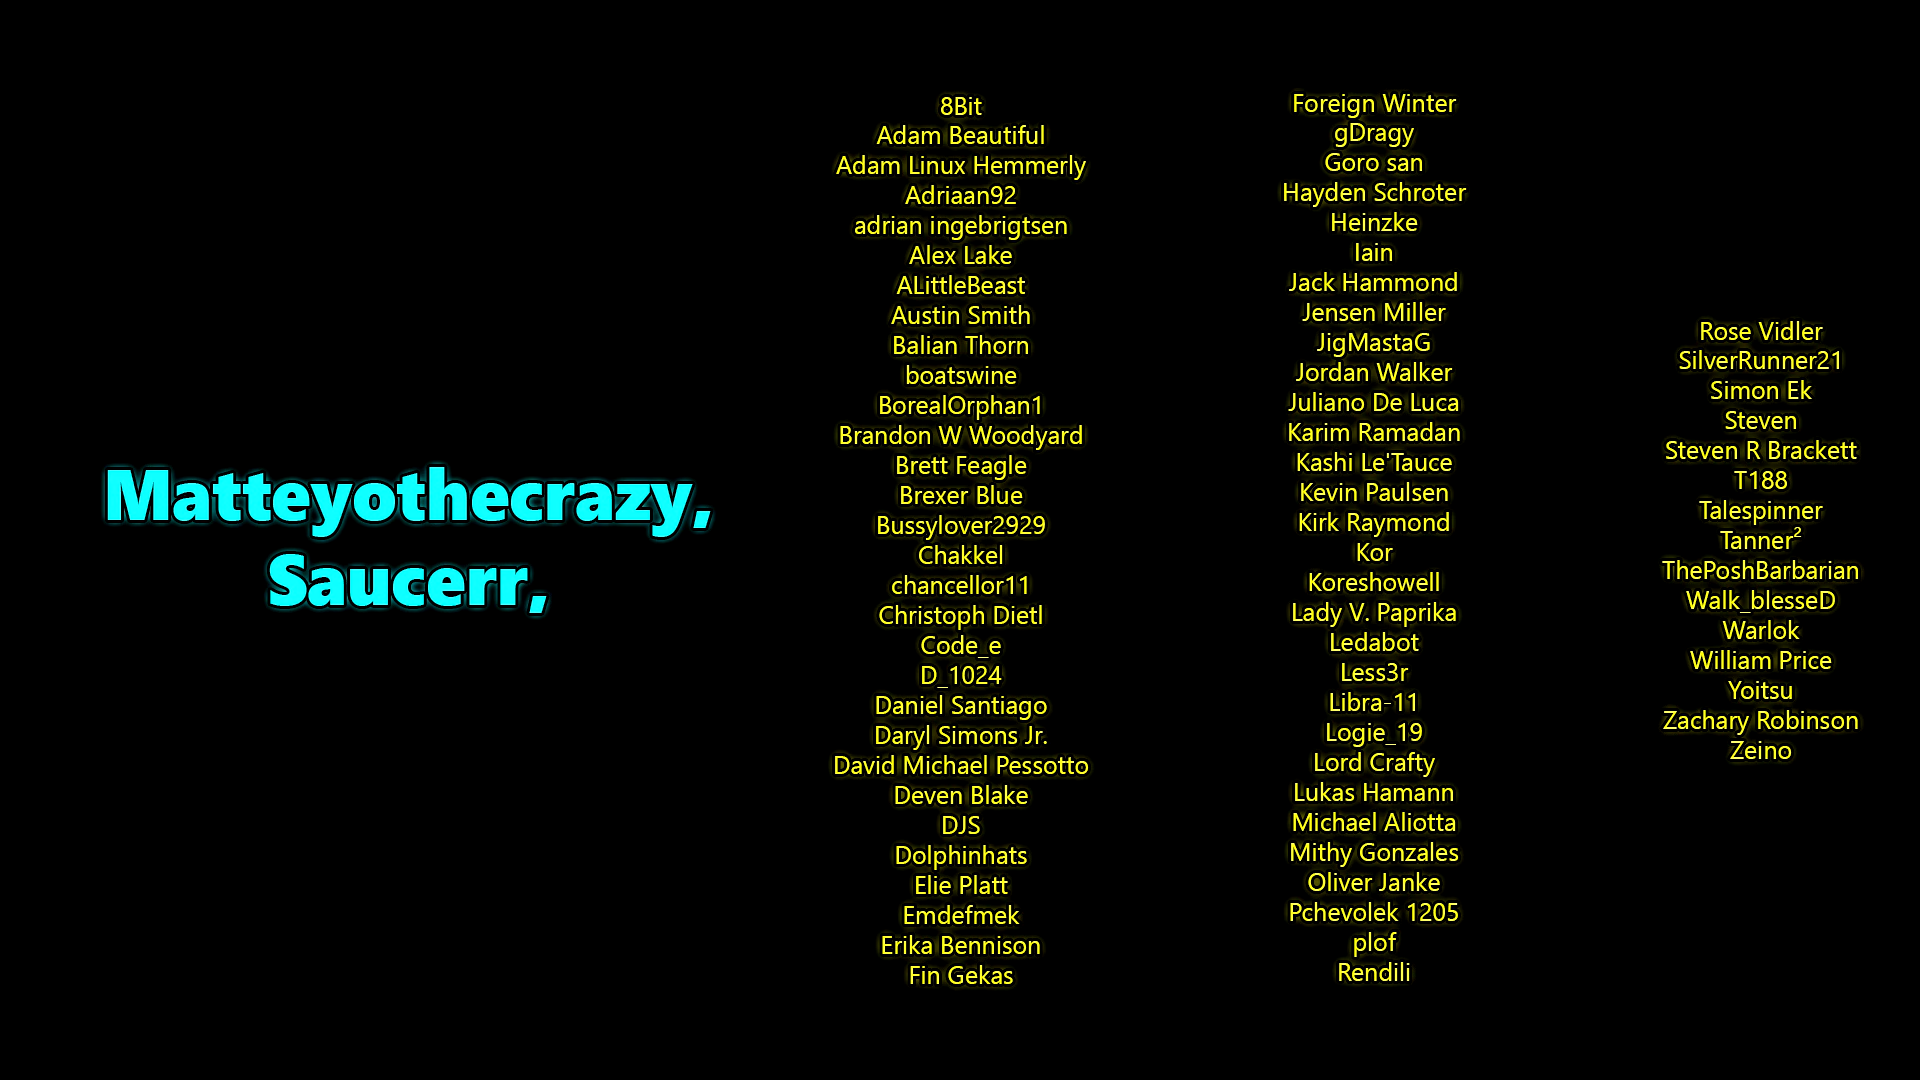 Matteyothecrazy,
Saucerr,
8Bit
Adam Beautiful
Adam Linux Hemmerly
Adriaan92
adrian ingebrigtsen
Alex Lake
ALittleBeast
Austin Smith
Balian Thorn
boatswine
BorealOrphan1
Brandon W Woodyard
Brett Feagle
Brexer Blue
Bussylover2929
Chakkel
chancellor11
Christoph Dietl
Code_e
D_1024
Daniel Santiago
Daryl Simons Jr.
David Michael Pessotto
Deven Blake
DJS
Dolphinhats
Elie Platt
Emdefmek
Erika Bennison
Fin Gekas
Foreign Winter
gDragy
Goro san
Hayden Schroter
Heinzke
Iain
Jack Hammond
Jensen Miller
JigMastaG
Jordan Walker
Juliano De Luca
Karim Ramadan
Kashi Le'Tauce
Kevin Paulsen
Kirk Raymond
Kor
Koreshowell
Lady V. Paprika
Ledabot
Less3r
Libra-11
Logie_19
Lord Crafty
Lukas Hamann
Michael Aliotta
Mithy Gonzales
Oliver Janke
Pchevolek 1205
plof
Rendili
Rose Vidler
SilverRunner21
Simon Ek
Steven
Steven R Brackett
T188
Talespinner
Tanner²
ThePoshBarbarian
Walk_blesseD
Warlok
William Price
Yoitsu
Zachary Robinson
Zeino